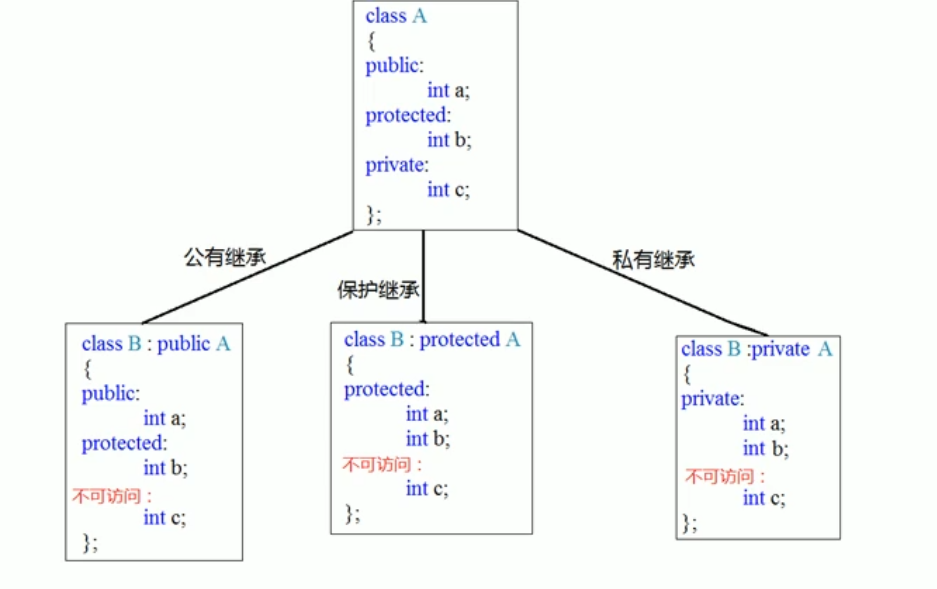 class A
{
public:
int a;
protected:
int b;
private:
int c;
};
公有继承
保护继承
私有继承
class B : public A
{
public:
int a;
protected:
int b;
不可访问：
int c;
};
class B : protected A
{
protected:
int a;
int b;
不可访问：
int c;
};
class B :private A
{
private:
int a;
int b;
不可访问：
int c;
};